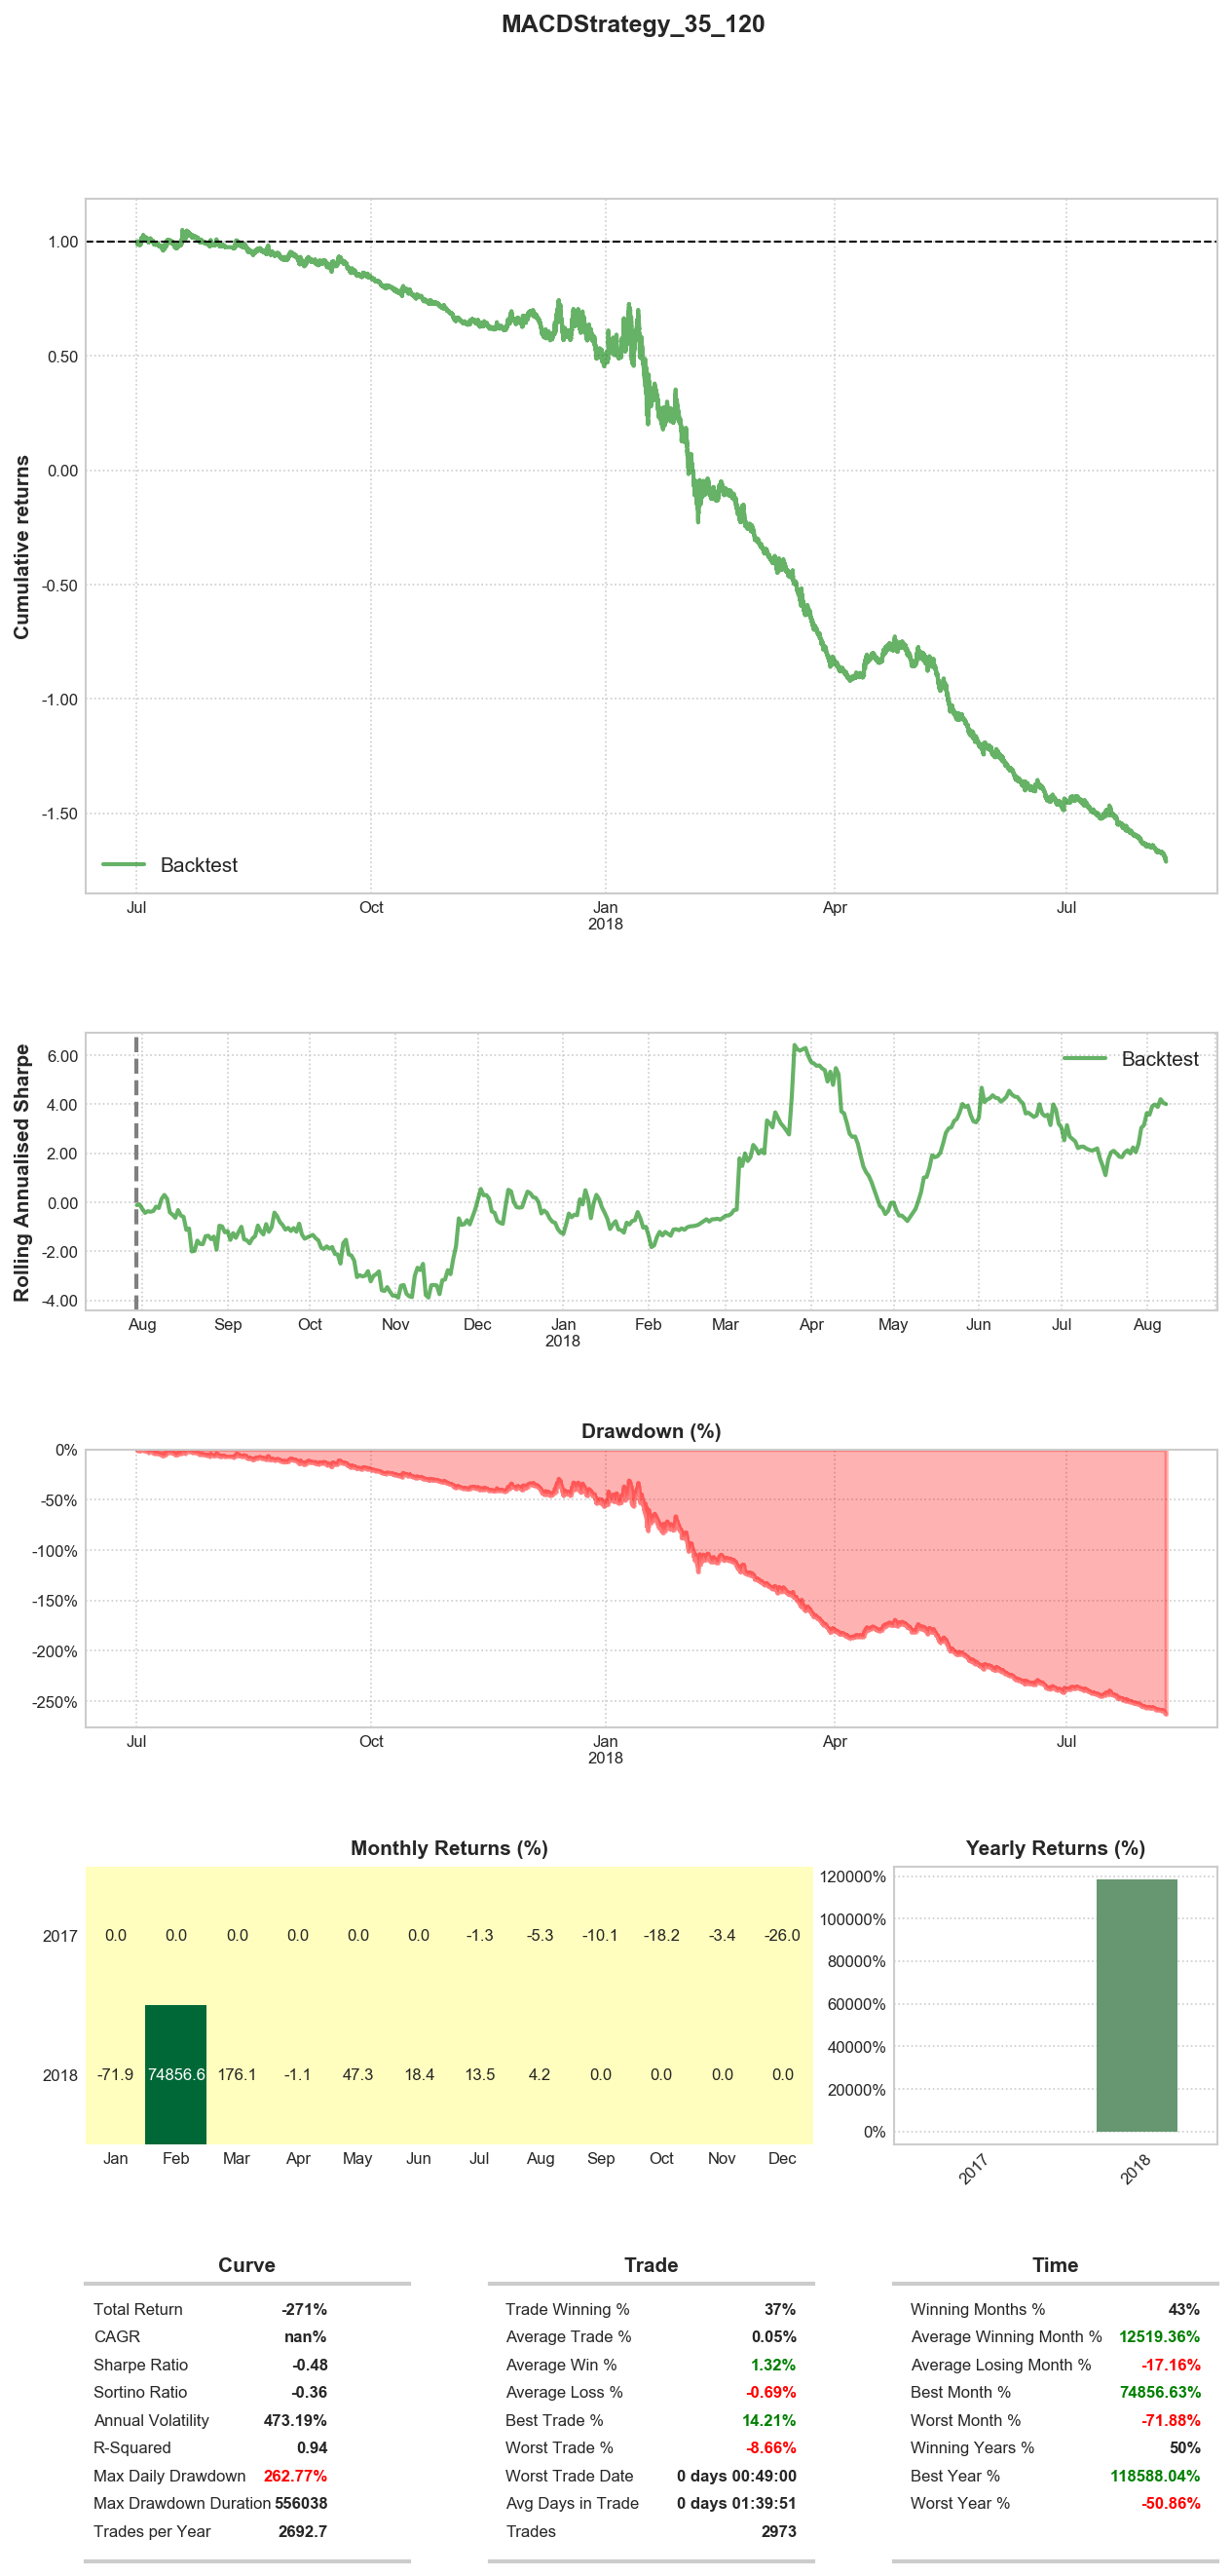 MACDStrategy_35_120
Cumulative returns
1.00
0.50
0.00
-0.50
-1.00
-1.50
Backtest
Jul Oct Jan Apr Jul
2018
Rolling Annualised Sharpe
6.00
4.00
2.00
0.00
-2.00
-4.00
Backtest
Aug Sep Oct Nov Dec Jan Feb Mar Apr May Jun Jul Aug
2018
Drawdown (%)
0%
-50%
-100%
-150%
-200%
-250%
Jul Oct Jan Apr Jul
2018
Monthly Returns (%)
2017 0.0 0.0 0.0 0.0 0.0 0.0 -1.3 -5.3 -10.1 -18.2 -3.4 -26.0
2018 -71.9 74856.6 176.1 -1.1 47.3 18.4 13.5 4.2 0.0 0.0 0.0 0.0
Jan Feb Mar Apr May Jun Jul Aug Sep Oct Nov Dec
Yearly Returns (%)
120000%
100000%
80000%
60000%
40000%
20000%
0%
2017 2018
Curve
Total Return -271%
CAGR nan%
Sharpe Ratio -0.48
Sortino Ratio -0.36
Annual Volatility 473.19%
R-Squared 0.94
Max Daily Drawdown 262.77%
Max Drawdown Duration 556038
Trades per Year 2692.7
Trade
Trade Winning % 37%
Average Trade % 0.05%
Average Win % 1.32%
Average Loss % -0.69%
Best Trade % 14.21%
Worst Trade % -8.66%
Worst Trade Date 0 days 00:49:00
Avg Days in Trade 0 days 01:39:51
Trades 2973
Time
Winning Months % 43%
Average Winning Month % 12519.36%
Average Losing Month % -17.16%
Best Month % 74856.63%
Worst Month % -71.88%
Winning Years % 50%
Best Year % 118588.04%
Worst Year % -50.86%